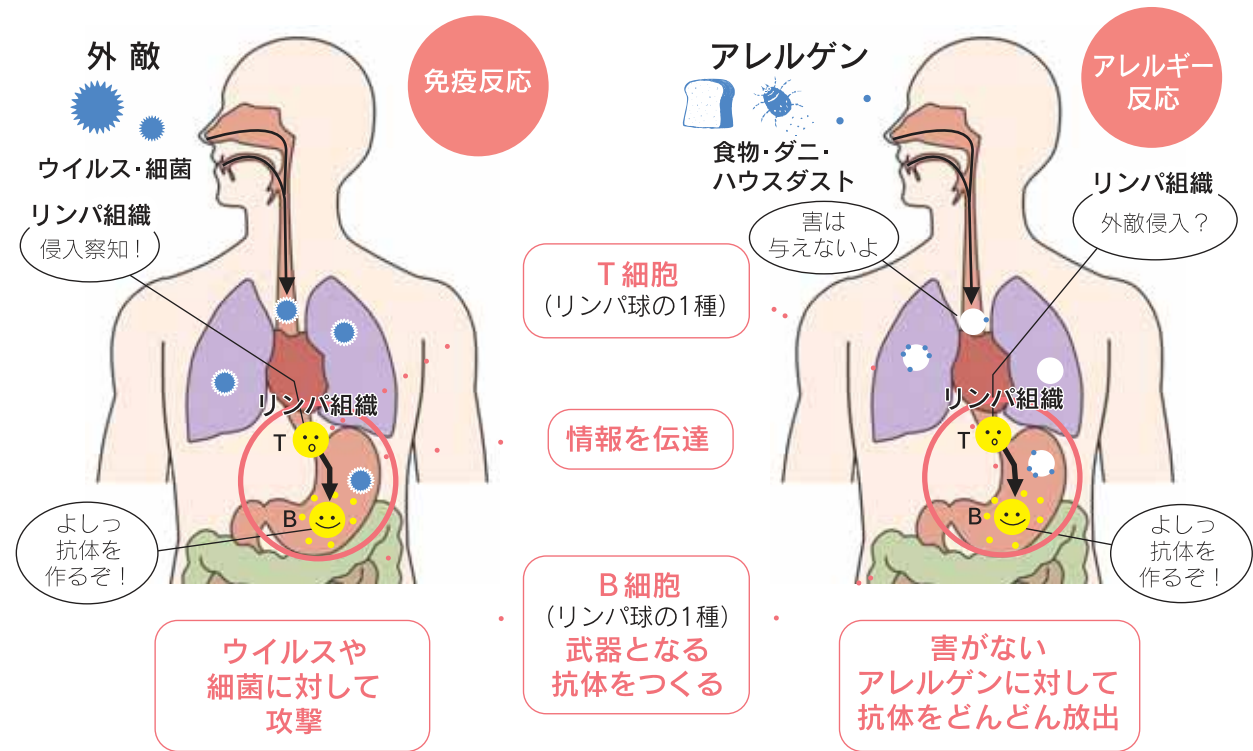 外敵
ウイルス・細菌
免疫反応
リンパ組織
侵入察知！
リンパ組織
T
B
よしっ
抗体を
作るぞ！
ウイルスや
細菌に対して
攻撃
T細胞
（リンパ球の1種）
情報を伝達
B細胞
（リンパ球の1種）
武器となる
抗体をつくる
アレルゲン
食物・ダニ・
ハウスダスト
アレルギー
反応
害は
与えないよ
リンパ組織
外敵侵入？
リンパ組織
T
B
よしっ
抗体を
作るぞ！
害がない
アレルゲンに対して
抗体をどんどん放出